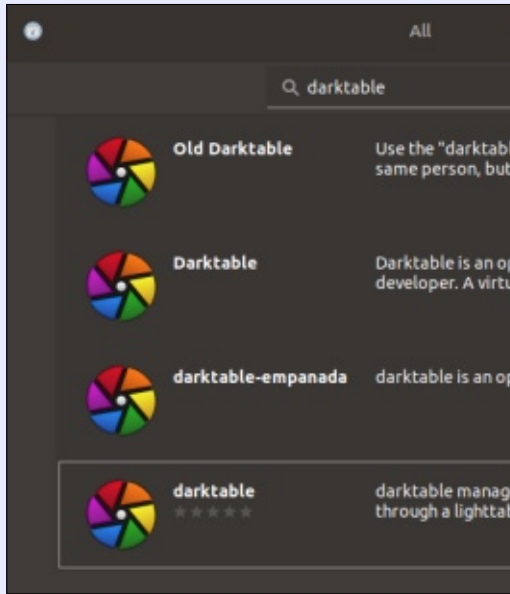 All
darktable
Old Darktable
Use the "darktabl
same person, but
Darktable
Darktable is an op
developer. A virtu
darktable-empanada
darktable is an op
darktable
darktable manag
through a lighttab